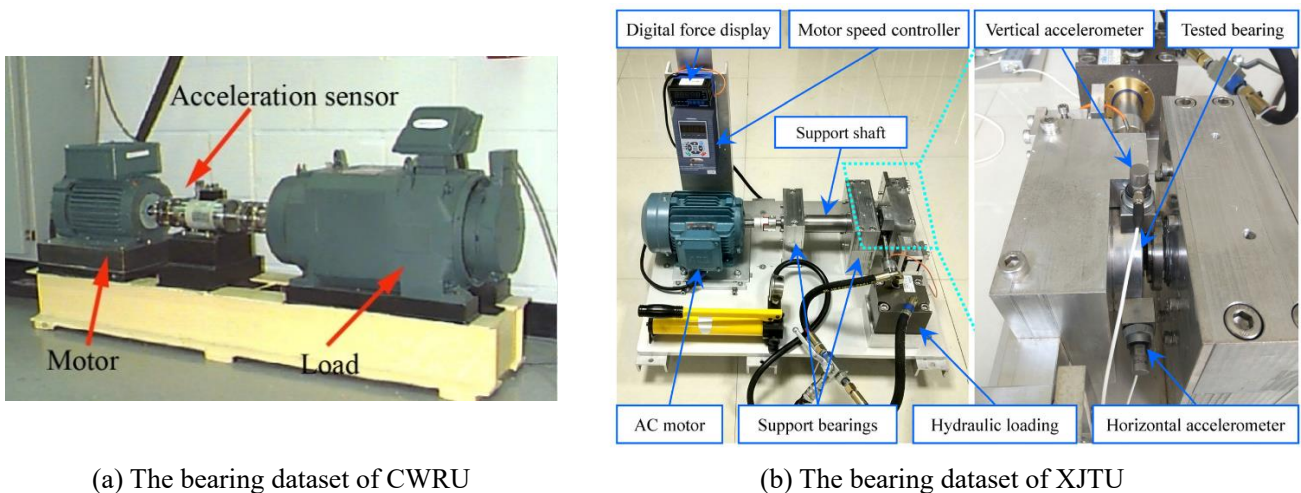 Acceleration sensor
Motor
Load
(a) The bearing dataset of CWRU
Digital force display
Motor speed controller
Vertical accelerometer
Tested bearing
Support shaft
AC motor
Support bearings
Hydraulic loading
Horizontal accelerometer
(b) The bearing dataset of XJTU